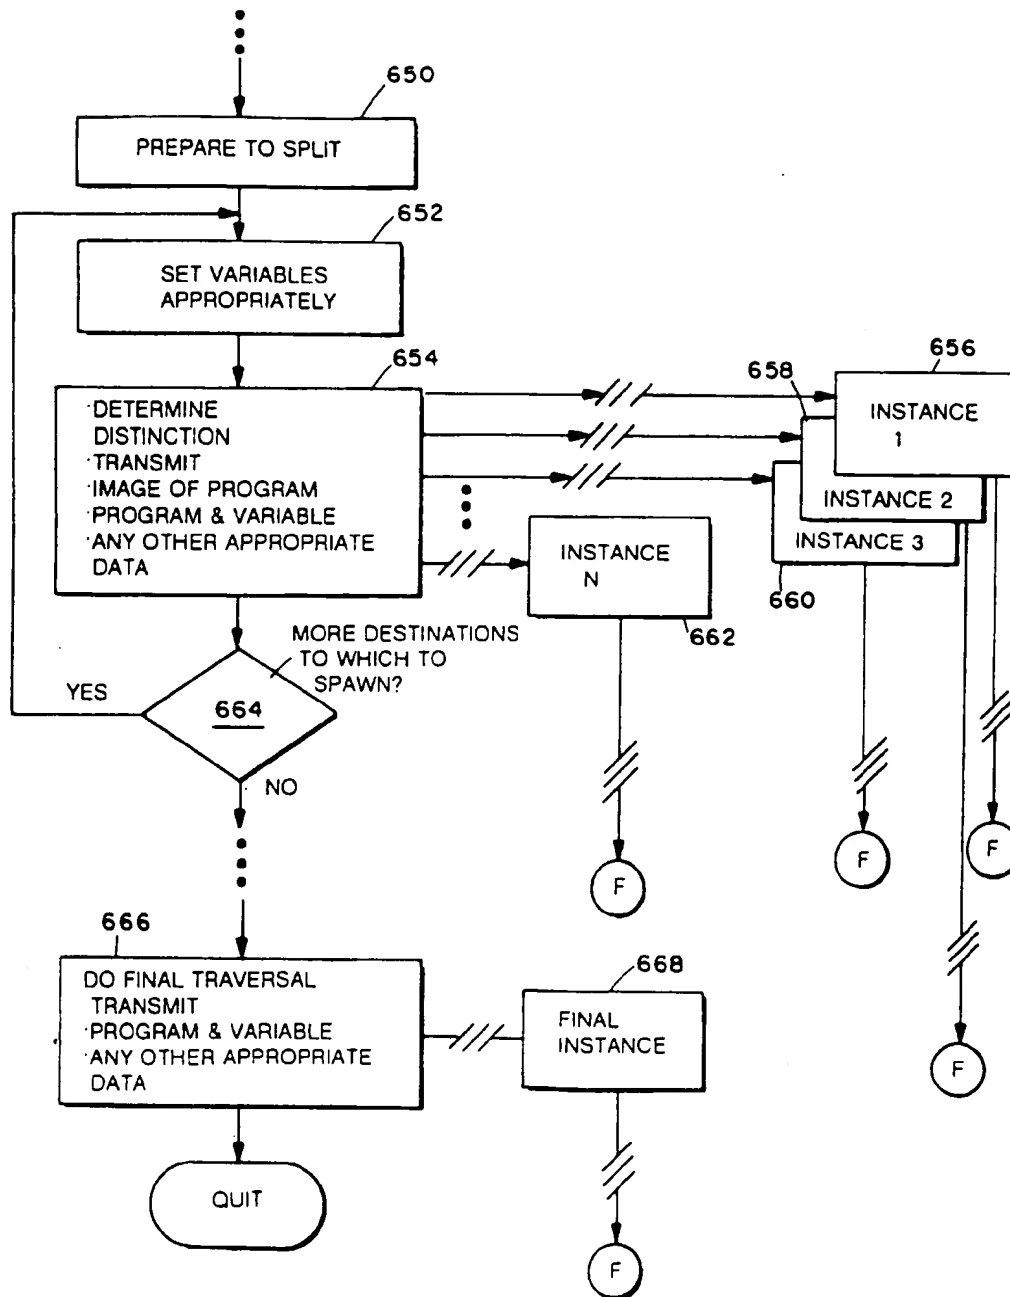 650
PREPARE TO SPLIT
652
SET VARIABLES
APPROPRIATELY
654
·DETERMINE
DISTINCTION
·TRANSMIT
·IMAGE OF PROGRAM
·PROGRAM & VARIABLE
·ANY OTHER APPROPRIATE
DATA
656
INSTANCE
1
658
INSTANCE 2
INSTANCE 3
660
INSTANCE
N
662
MORE DESTINATIONS
TO WHICH TO
SPAWN?
YES
664
NO
F
F
F
F
666
DO FINAL TRAVERSAL
TRANSMIT
·PROGRAM & VARIABLE
·ANY OTHER APPROPRIATE
DATA
668
FINAL
INSTANCE
QUIT
F